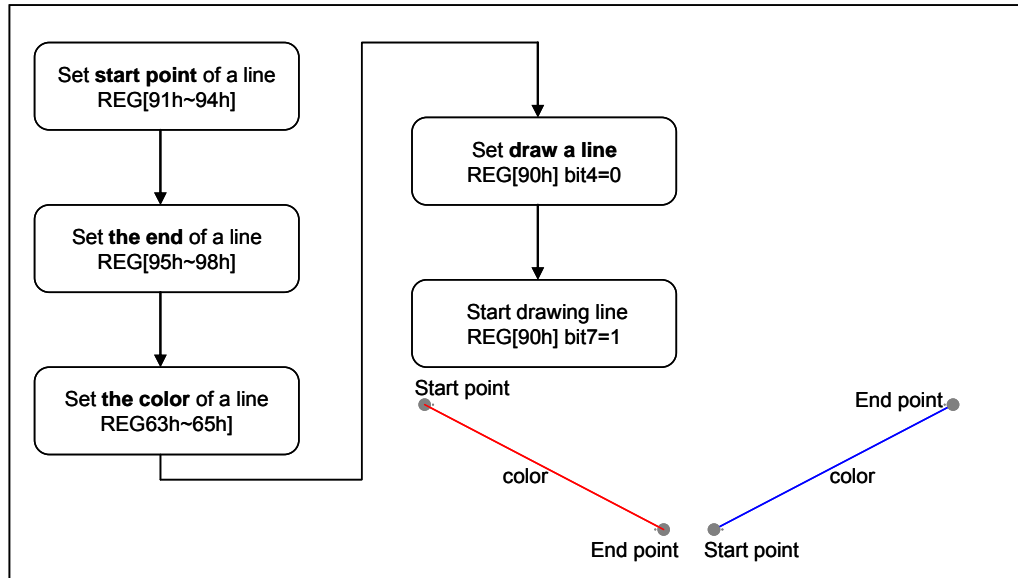 Set start point of a line
REG[91h~94h]
Set the end of a line
REG[95h~98h]
Set the color of a line
REG63h~65h]
Set draw a line
REG[90h] bit4=0
Start drawing line
REG[90h] bit7=1
Start point
color
End point
End point
color
Start point